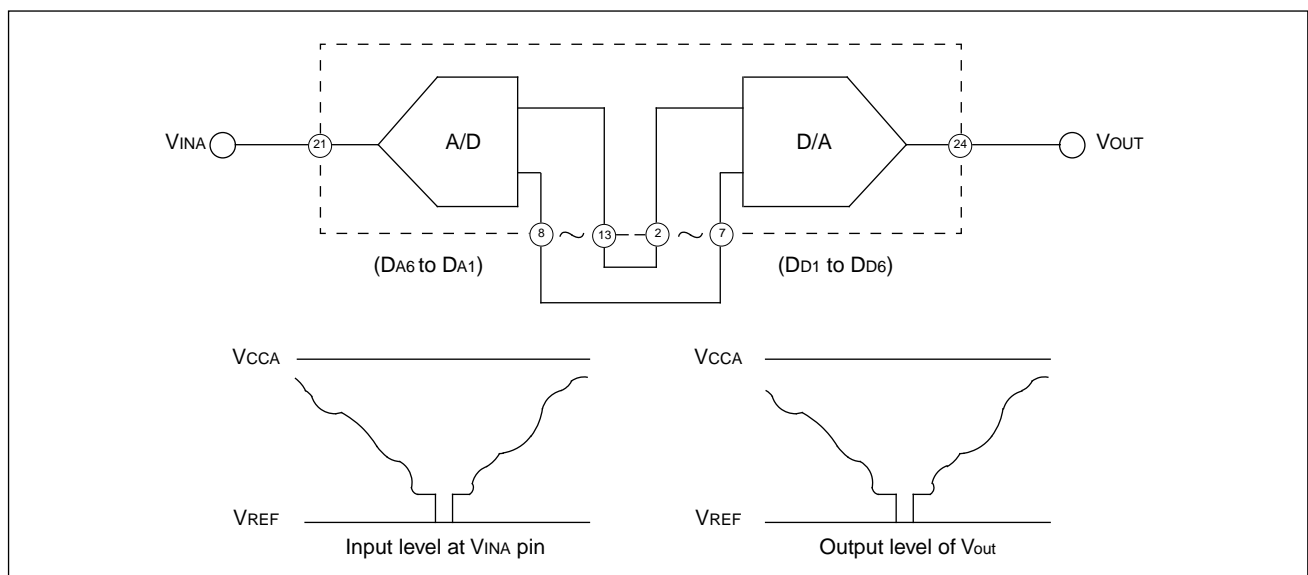 VINA 21 A/D D/A 24 VOUT
8 ~ 13 2 ~ 7
(DA6 to DA1) (DD1 to DD6)
VCCA VCCA
VREF VREF
Input level at VINA pin Output level of Vout